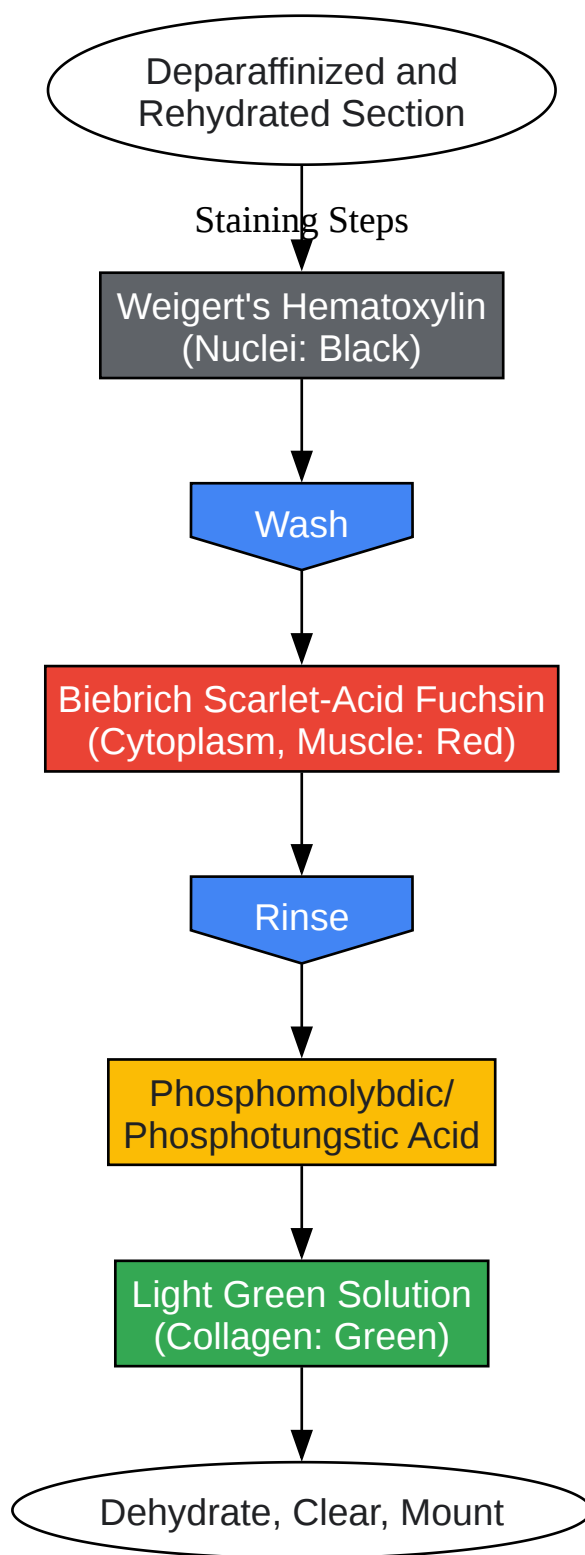 Deparaffinized and
Rehydrated Section
Staining Steps
Weigert's Hematoxylin
(Nuclei: Black)
Wash
Biebrich Scarlet-Acid Fuchsin
(Cytoplasm, Muscle: Red)
Rinse
Phosphomolybdic/
Phosphotungstic Acid
Light Green Solution
(Collagen: Green)
Dehydrate, Clear, Mount